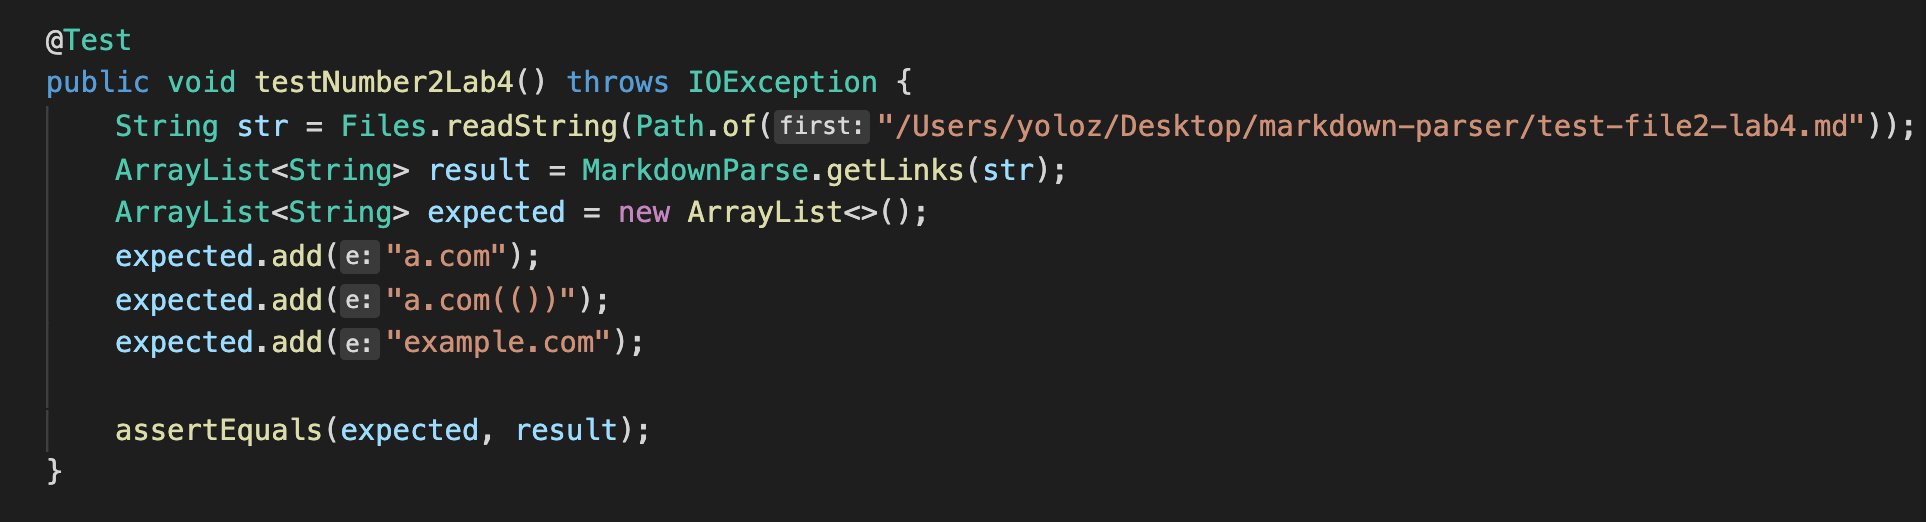 @Test
public void testNumber2Lab4() throws IOException {
    String str = Files.readString(Path.of(first: "/Users/yoloz/Desktop/markdown-parser/test-file2-lab4.md"));
    ArrayList<String> result = MarkdownParse.getLinks(str);
    ArrayList<String> expected = new ArrayList<>();
    expected.add(e: "a.com");
    expected.add(e: "a.com(())");
    expected.add(e: "example.com");
    assertEquals(expected, result);
}